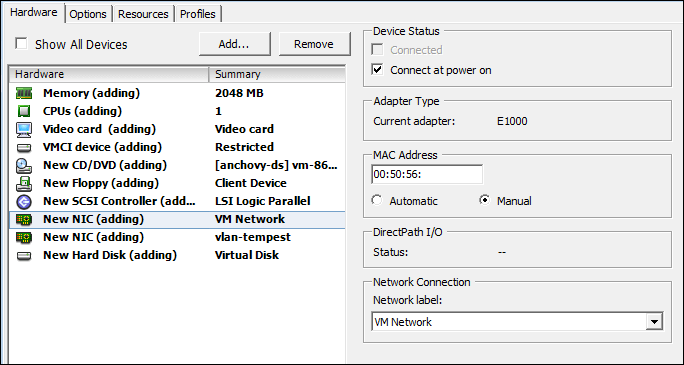 Hardware Options Resources Profiles
Show All Devices Add... Remove
Hardware Summary
Memory (adding) 2048 MB
CPUs (adding) 1
Video card (adding) Video card
VMCI device (adding) Restricted
New CD/DVD (adding) [anchovy-ds] vm-86...
New Floppy (adding) Client Device
New SCSI Controller (add... LSI Logic Parallel
New NIC (adding) VM Network
New NIC (adding) vlan-tempest
New Hard Disk (adding) Virtual Disk
Device Status
Connected
Connect at power on
Adapter Type
Current adapter: E1000
MAC Address
00:50:56:
Automatic Manual
DirectPath I/O
Status: --
Network Connection
Network label:
VM Network